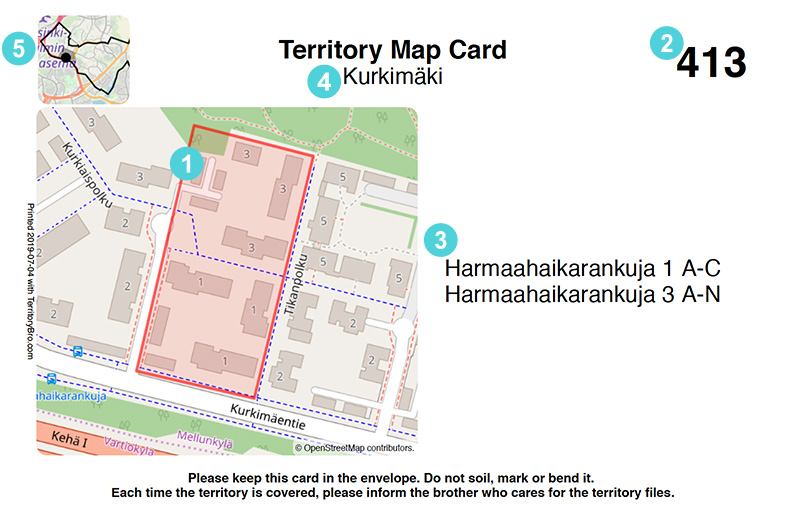 5
sinki-
lmin
asema
Territory Map Card
4
Kurkimäki
2
413
1
3
Kurkiaispolku
3
3
3
2
2
2
3
3
1
1
1
5
5
5
5
2
2
2
2
Tikanpolku
ahaikarankuja
Kurkimäentie
Kehä I
Vartiokylä
Mellunkylä
© OpenStreetMap contributors.
Printed 2019-07-04 with TerritoryBro.com
3
Harmaahaikarankuja 1 A-C
Harmaahaikarankuja 3 A-N
Please keep this card in the envelope. Do not soil, mark or bend it.
Each time the territory is covered, please inform the brother who cares for the territory files.